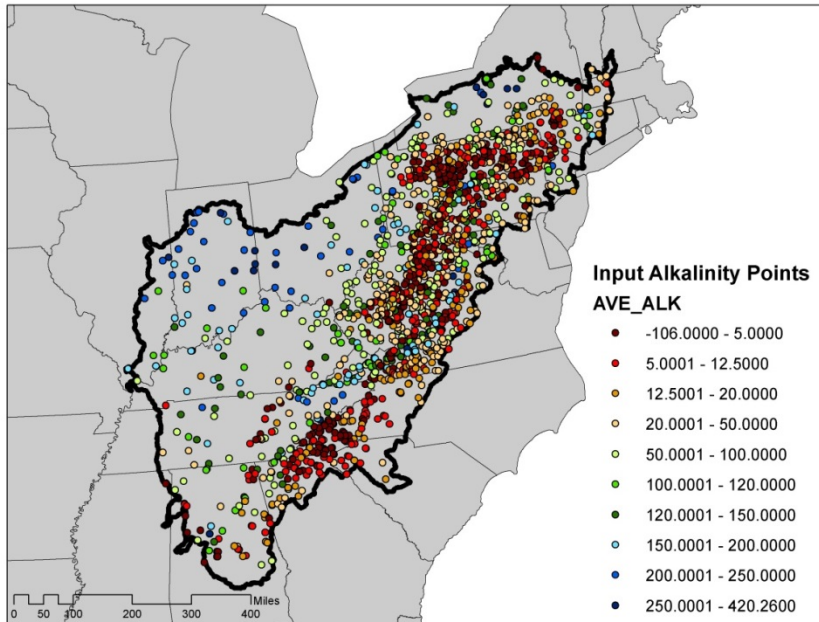 Input Alkalinity Points
AVE_ALK
-106.0000 - 5.0000
5.0001 - 12.5000
12.5001 - 20.0000
20.0001 - 50.0000
50.0001 - 100.0000
100.0001 - 120.0000
120.0001 - 150.0000
150.0001 - 200.0000
200.0001 - 250.0000
250.0001 - 420.2600
Miles
0 50 100 200 300 400